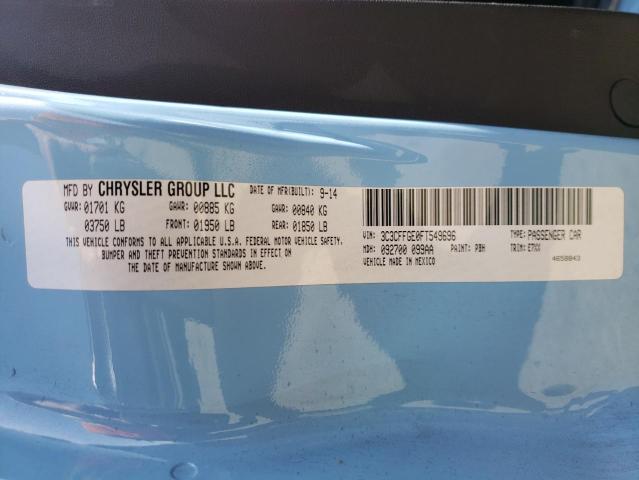 MFD BY CHRYSLER GROUP LLC DATE OF MFR(BUILT): 9-14
GVWR: 01701 KG GAWR: 00885 KG GAWR: 00840 KG
03750 LB FRONT: 01950 LB REAR: 01850 LB
THIS VEHICLE CONFORMS TO ALL APPLICABLE U.S.A. FEDERAL MOTOR VEHICLE SAFETY,
BUMPER AND THEFT PREVENTION STANDARDS IN EFFECT ON
THE DATE OF MANUFACTURE SHOWN ABOVE.
VIN: 3C3CFFGE0FT549696 TYPE: PASSENGER CAR
MDH: 092700 099AA PAINT: PBH TRIM: E7XX
VEHICLE MADE IN MEXICO 4658843